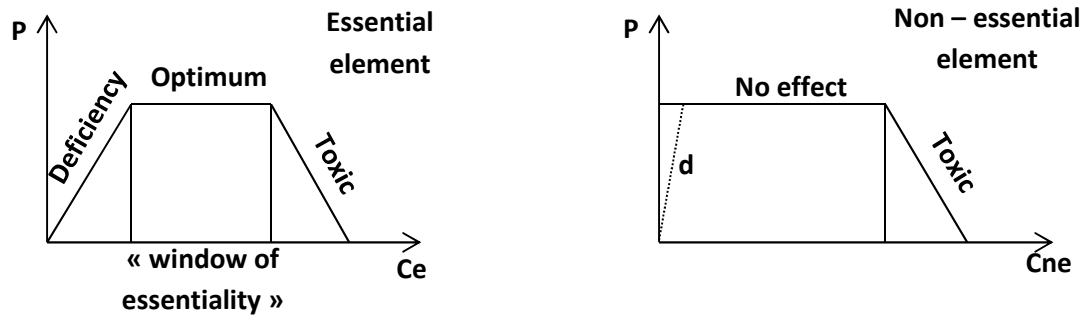 P
Essential
element
Deficiency
Optimum
Toxic
« window of
essentiality »
Ce
P
Non – essential
element
No effect
d
Toxic
Cne